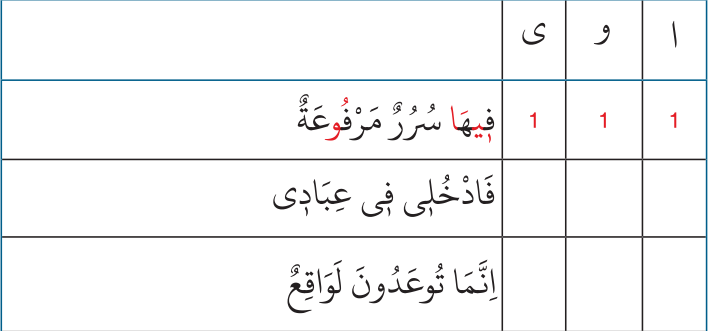 ا و ى
1 1 1 فٖيهَا سُرُرٌ مَرْفُوعَةٌ
فَادْخُلٖى فٖى عِبَادٖى
اِنَّمَا تُوعَدُونَ لَوَاقِعٌ